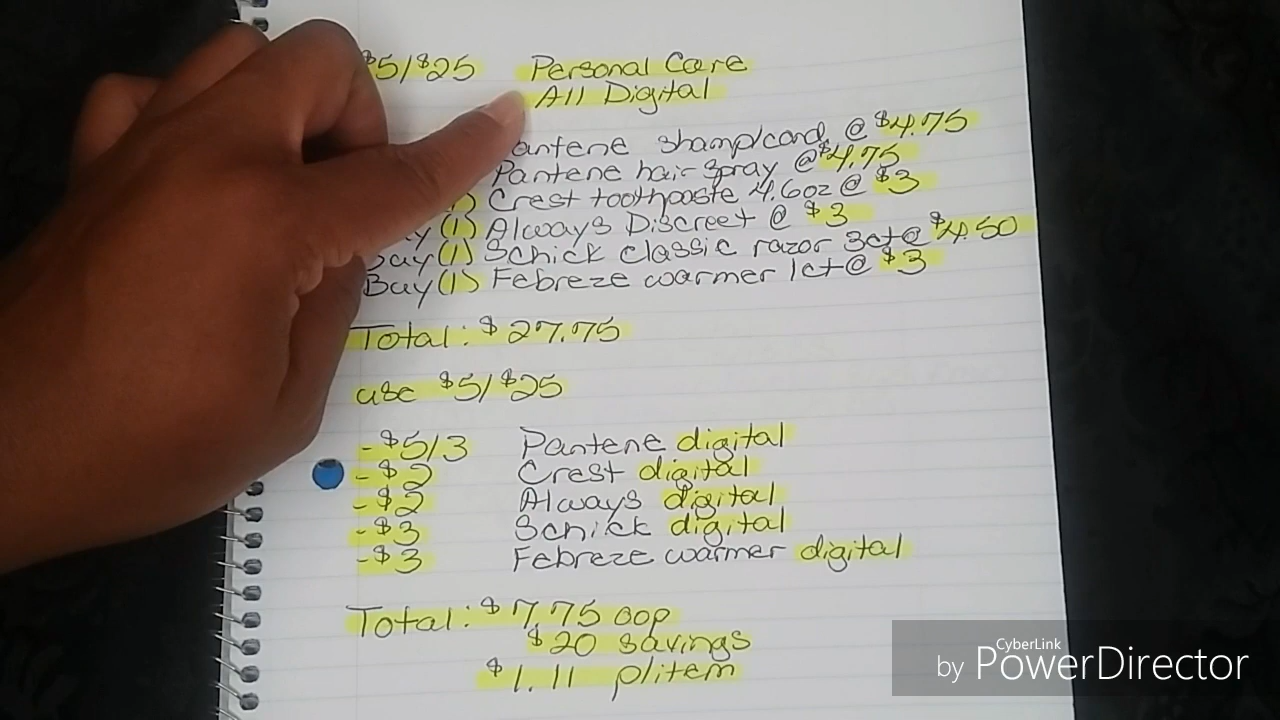 $5/$25 Personal Care
All Digital
antene shamp/cond. @ $4.75
Pantene hair spray @ $4.75
1) Crest toothpaste 4.6oz @ $3
y (1) Always Discreet @ $3
Buy (1) Schick classic razor 3ct @ $4.50
Buy (1) Febreze warmer 1ct @ $3
Total: $27.75
use $5/$25
-$5/3 Pantene digital
-$2 Crest digital
-$2 Always digital
-$3 Schick digital
-$3 Febreze warmer digital
Total: $7.75 oop
$20 savings
$1.11 p/item
CyberLink
by PowerDirector